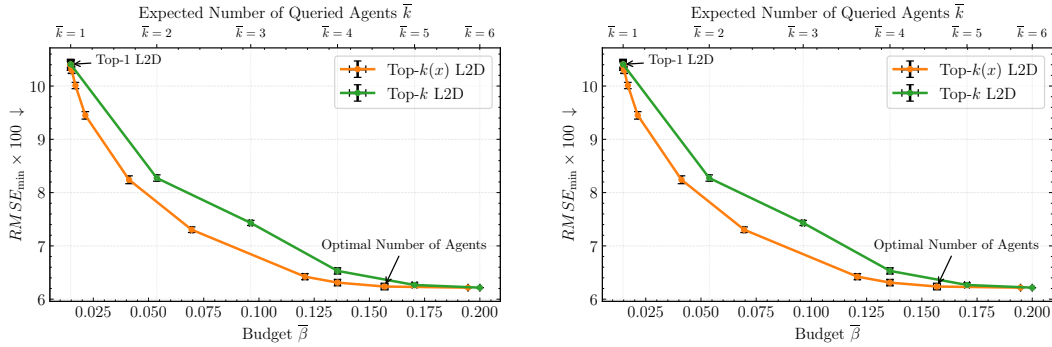 Expected Number of Queried Agents k̅
k̅ = 1 k̅ = 2 k̅ = 3 k̅ = 4 k̅ = 5 k̅ = 6
Top-1 L2D
Top-k(x) L2D
Top-k L2D
10
9
8
7
6
RMSE_min × 100 ↓
Optimal Number of Agents
0.025 0.050 0.075 0.100 0.125 0.150 0.175 0.200
Budget β̅
Expected Number of Queried Agents k̅
k̅ = 1 k̅ = 2 k̅ = 3 k̅ = 4 k̅ = 5 k̅ = 6
Top-1 L2D
Top-k(x) L2D
Top-k L2D
10
9
8
7
6
RMSE_min × 100 ↓
Optimal Number of Agents
0.025 0.050 0.075 0.100 0.125 0.150 0.175 0.200
Budget β̅